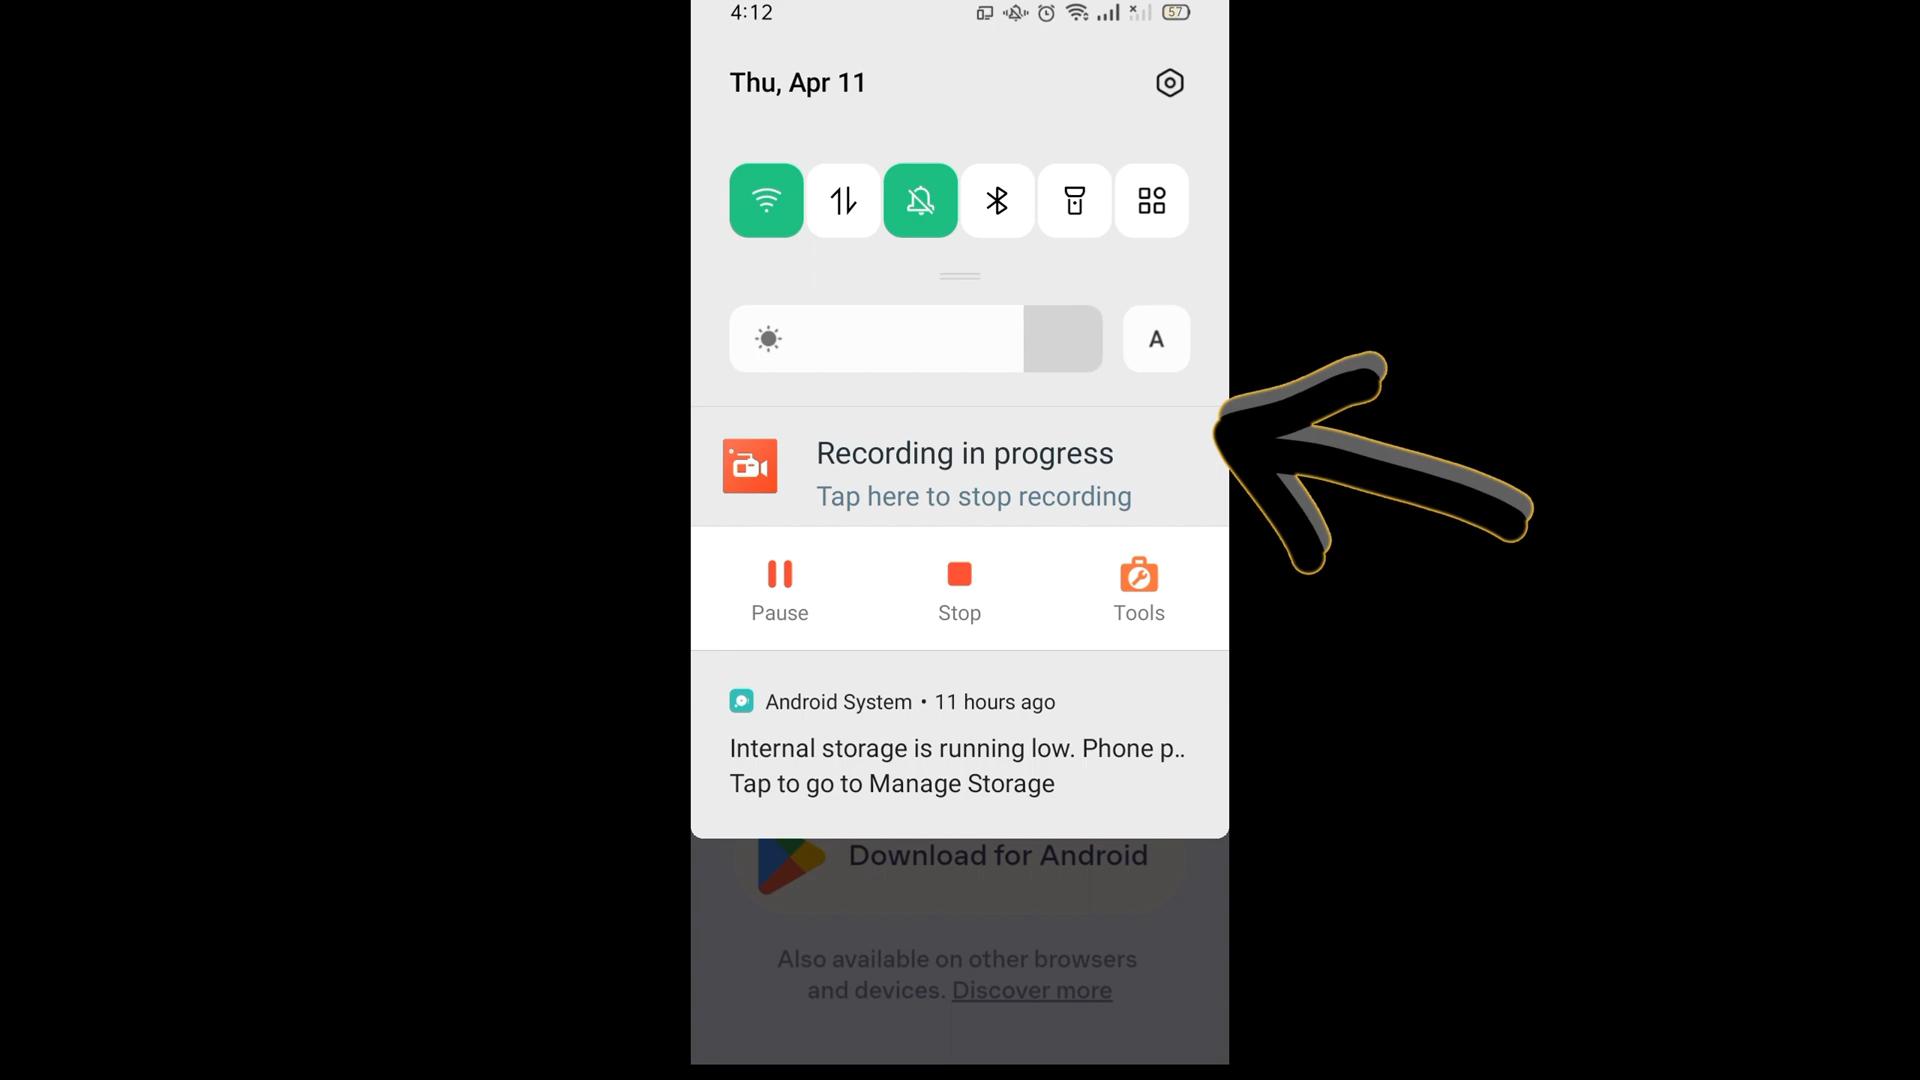 4:12
57
Thu, Apr 11
A
Recording in progress
Tap here to stop recording
Pause
Stop
Tools
Android System • 11 hours ago
Internal storage is running low. Phone p..
Tap to go to Manage Storage
Download for Android
Also available on other browsers
and devices. Discover more